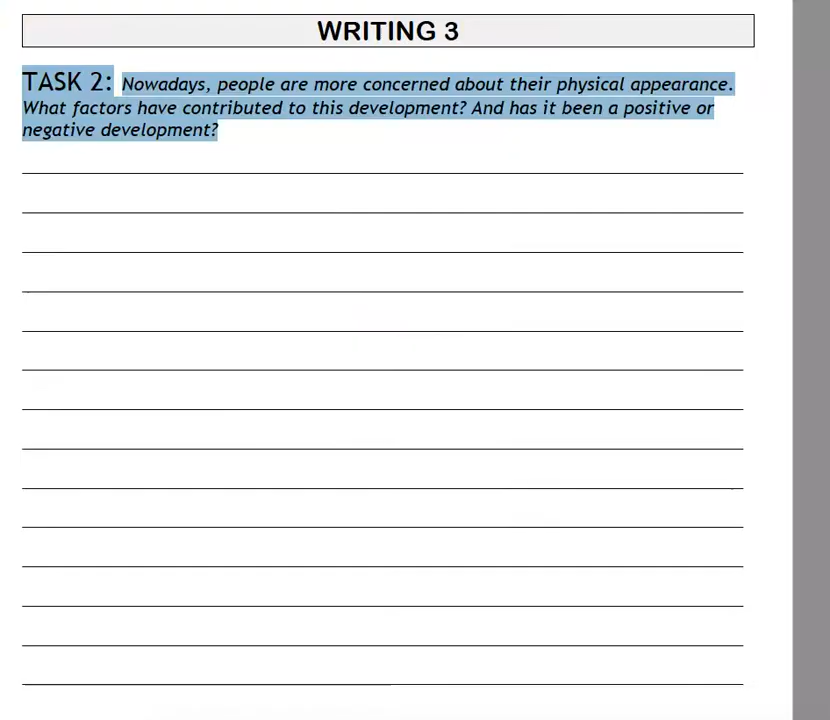 WRITING 3
TASK 2: Nowadays, people are more concerned about their physical appearance.
What factors have contributed to this development? And has it been a positive or
negative development?